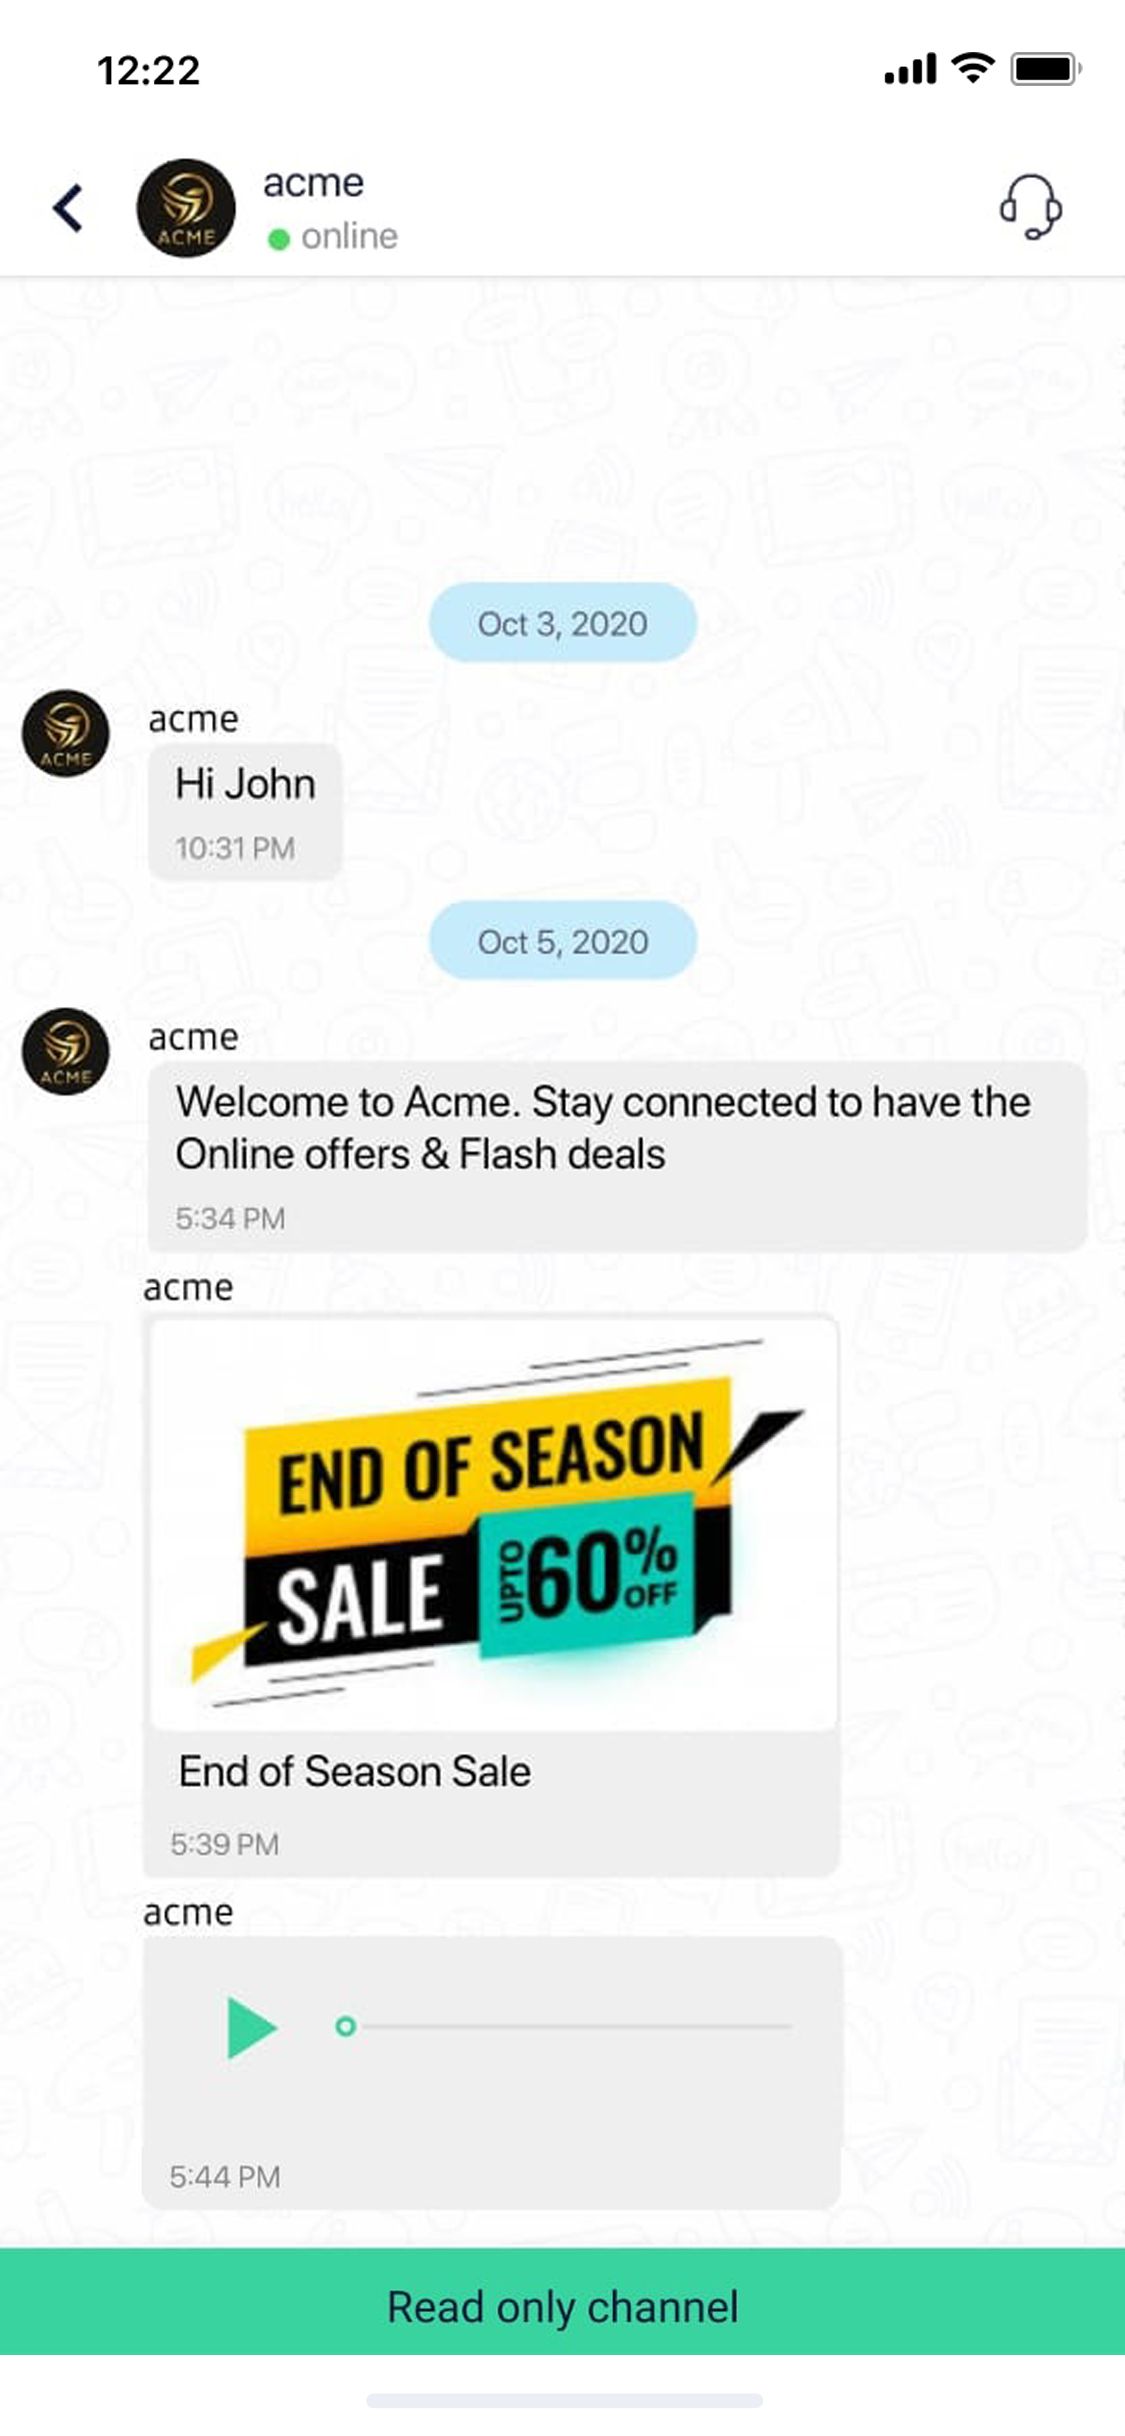 12:22
ACME
acme
online
Oct 3, 2020
ACME
acme
Hi John
10:31 PM
Oct 5, 2020
ACME
acme
Welcome to Acme. Stay connected to have the
Online offers & Flash deals
5:34 PM
acme
END OF SEASON
SALE
UPTO
60%
OFF
End of Season Sale
5:39 PM
acme
5:44 PM
Read only channel